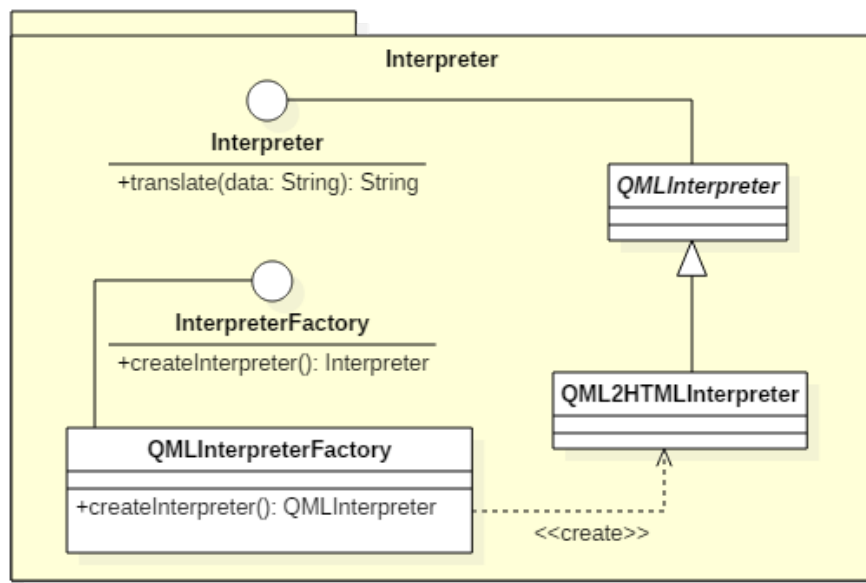 Interpreter
Interpreter
+translate(data: String): String
QMLInterpreter
InterpreterFactory
+createInterpreter(): Interpreter
QML2HTMLInterpreter
QMLInterpreterFactory
+createInterpreter(): QMLInterpreter
<<create>>